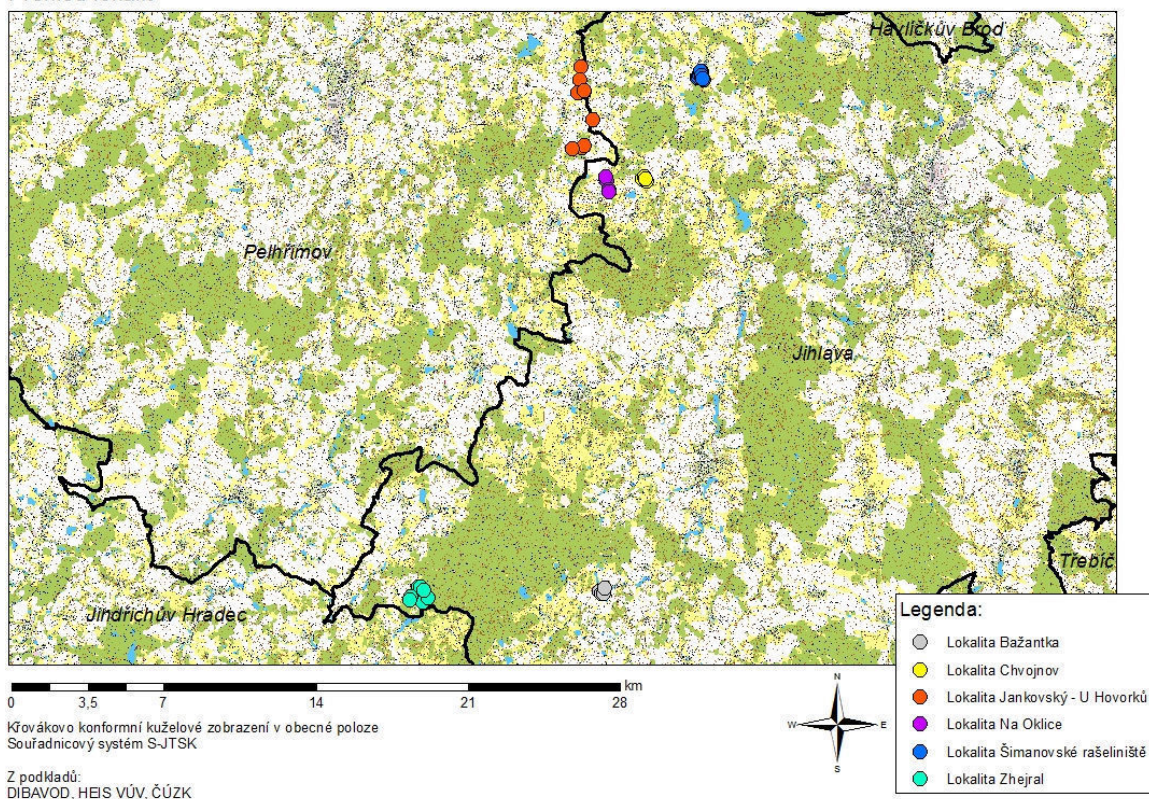 Havlíčkův Brod
Pelhřimov
Jihlava
Třebíč
Jindřichův Hradec
Legenda:
Lokalita Bažantka
Lokalita Chvojnov
Lokalita Jankovský - U Hovorků
Lokalita Na Oklice
Lokalita Šimanovské rašeliniště
Lokalita Zhejral
km
0 3,5 7 14 21 28
N
W E
S
Křovákovo konformní kuželové zobrazení v obecné poloze
Souřadnicový systém S-JTSK
Z podkladů:
DIBAVOD, HEIS VÚV, ČÚZK